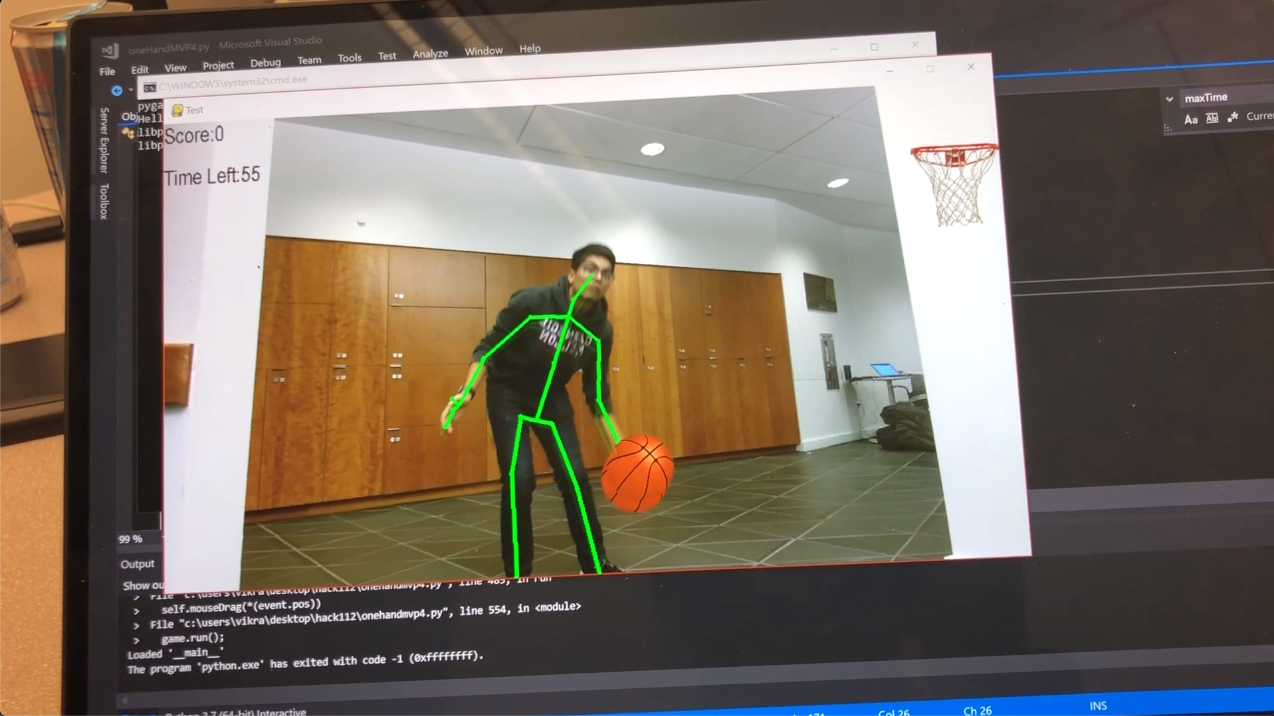 oneHandMVP4.py Microsoft Visual Studio
File Edit View Project Debug Team Tools Test Analyze Window Help
C:\WINDOWS\system32\cmd.exe
Test
Score:0
Time Left:55
pyga
Hell
libp
libp
Obj
Server Explorer
Toolbox
maxTime
Aa Ab Curre
99 %
Output
Show ou
> File "c:\users\vikra\desktop\hack112\onehandmvp4.py", line 485, in run
> self.mouseDrag(*(event.pos))
> File "c:\users\vikra\desktop\hack112\onehandmvp4.py", line 554, in <module>
> game.run();
Loaded '__main__'
The program 'python.exe' has exited with code -1 (0xffffffff).
Python 3.7 (64-bit) Interactive
Col 26 Ch 26 INS